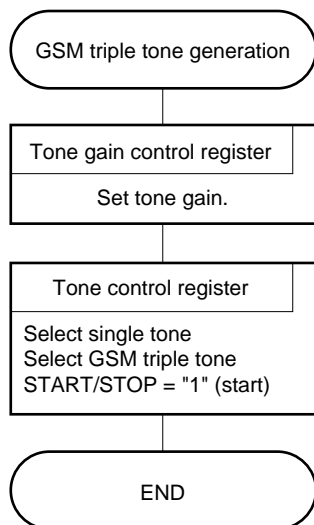 GSM triple tone generation
Tone gain control register
Set tone gain.
Tone control register
Select single tone
Select GSM triple tone
START/STOP = "1" (start)
END